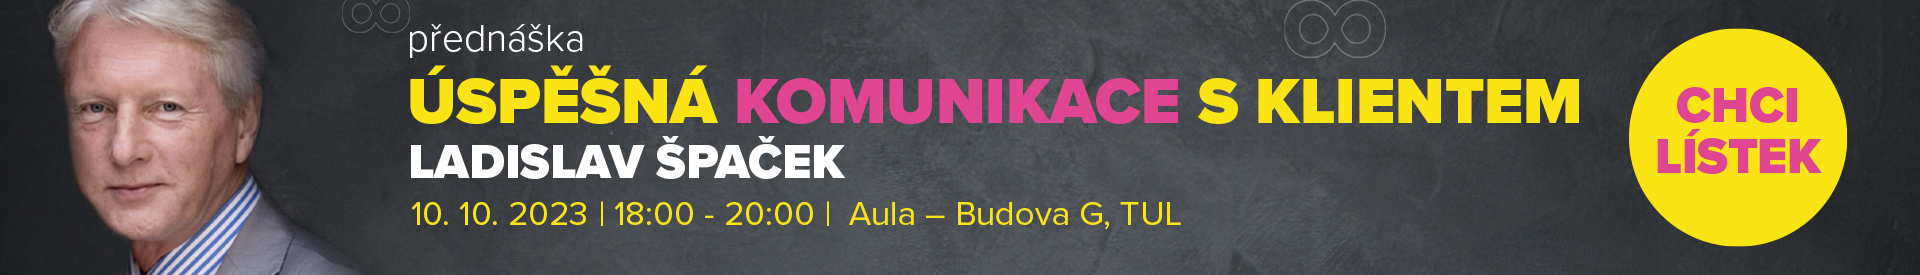 přednáška
ÚSPĚŠNÁ KOMUNIKACE S KLIENTEM
LADISLAV ŠPAČEK
10. 10. 2023 | 18:00 - 20:00 | Aula – Budova G, TUL
CHCI
LÍSTEK